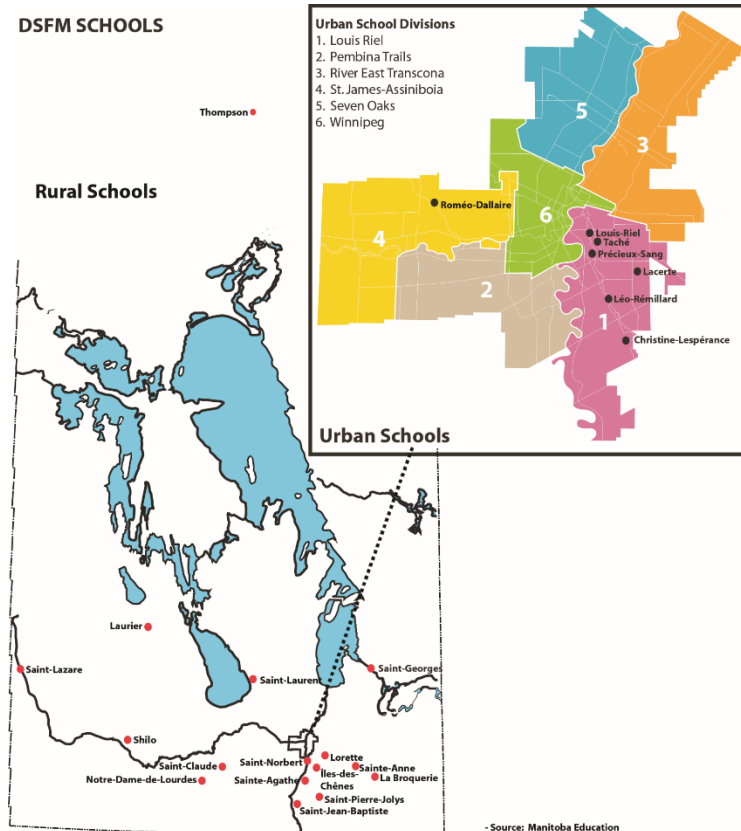 DSFM SCHOOLS
Urban School Divisions
1. Louis Riel
2. Pembina Trails
3. River East Transcona
4. St. James-Assiniboia
5. Seven Oaks
6. Winnipeg
5
3
Thompson
Rural Schools
Roméo-Dallaire
6
4
Louis-Riel
Taché
Précieux-Sang
Lacerte
2
Léo-Rémillard
1
Christine-Lespérance
Urban Schools
Laurier
Saint-Lazare
Saint-Georges
Saint-Laurent
Shilo
Saint-Norbert
Lorette
Saint-Claude
Sainte-Anne
Notre-Dame-de-Lourdes
Sainte-Agathe
Îles-des-
Chênes
La Broquerie
Saint-Pierre-Jolys
Saint-Jean-Baptiste
- Source: Manitoba Education